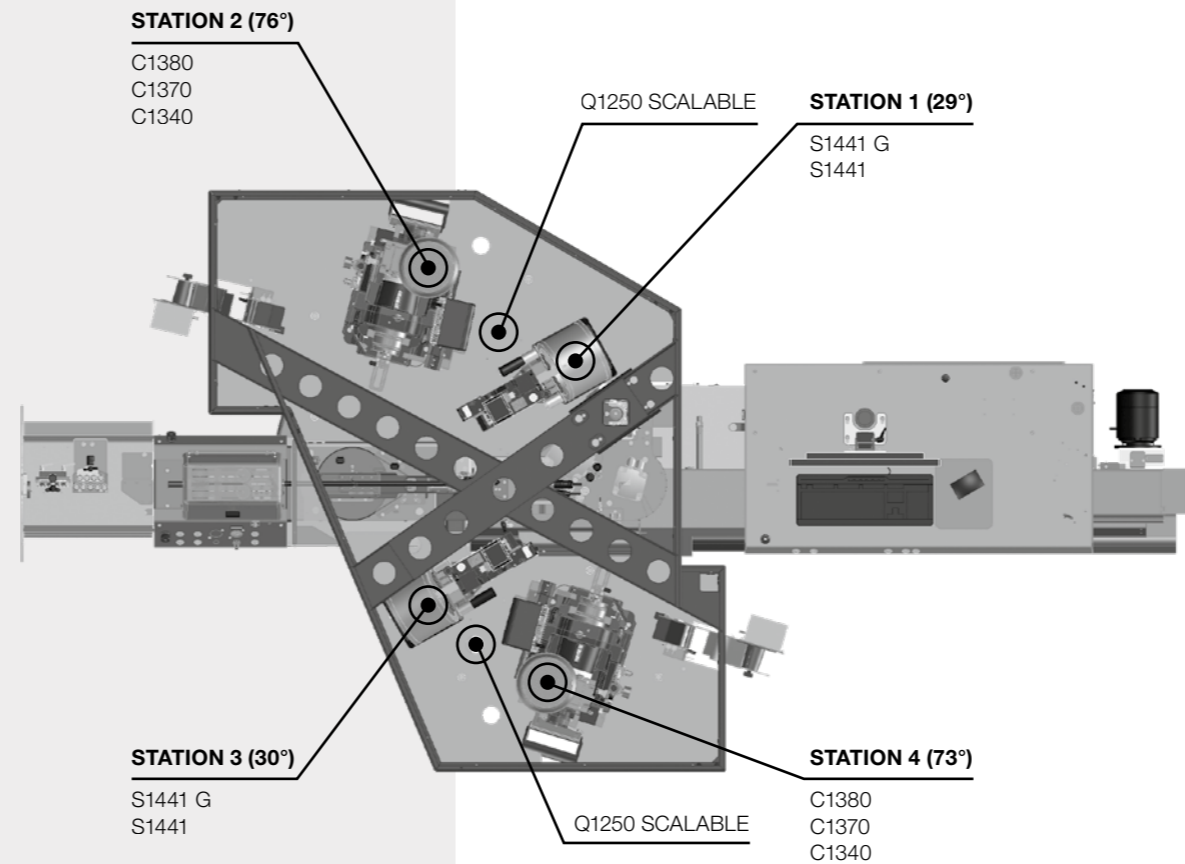 STATION 2 (76°)
C1380
C1370
C1340
Q1250 SCALABLE
STATION 1 (29°)
S1441 G
S1441
STATION 3 (30°)
S1441 G
S1441
Q1250 SCALABLE
STATION 4 (73°)
C1380
C1370
C1340